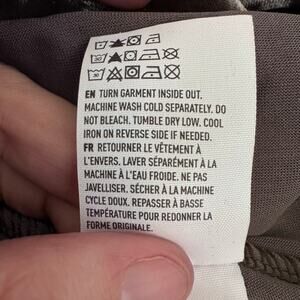 30
EN TURN GARMENT INSIDE OUT.
MACHINE WASH COLD SEPARATELY. DO
NOT BLEACH. TUMBLE DRY LOW. COOL
IRON ON REVERSE SIDE IF NEEDED.
FR RETOURNER LE VÊTEMENT À
L'ENVERS. LAVER SÉPARÉMENT À LA
MACHINE À L'EAU FROIDE. NE PAS
JAVELLISER. SÉCHER À LA MACHINE
CYCLE DOUX. REPASSER À BASSE
TEMPÉRATURE POUR REDONNER LA
FORME ORIGINALE.